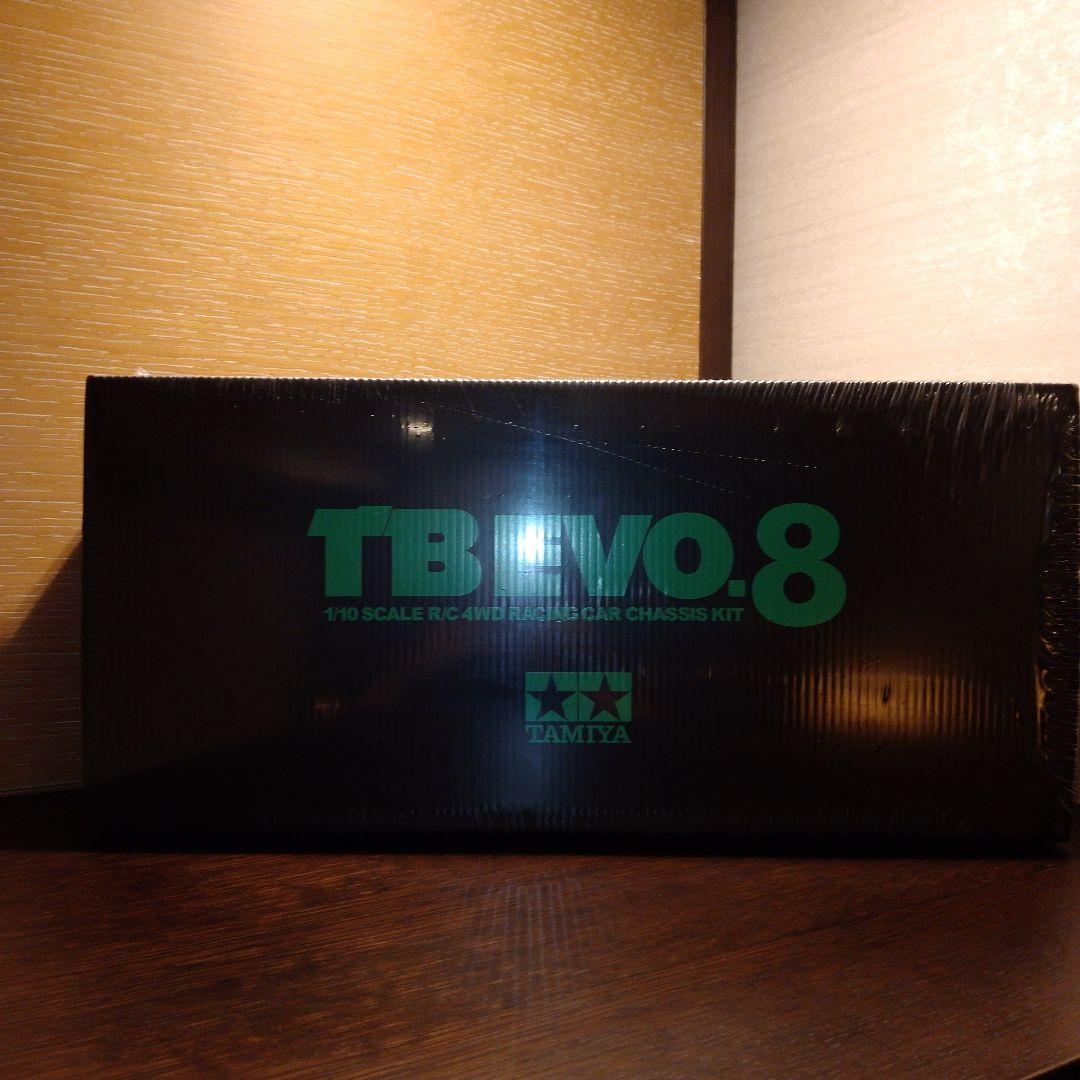 TB EVO.8
1/10 SCALE R/C 4WD RACING CAR CHASSIS KIT
TAMIYA